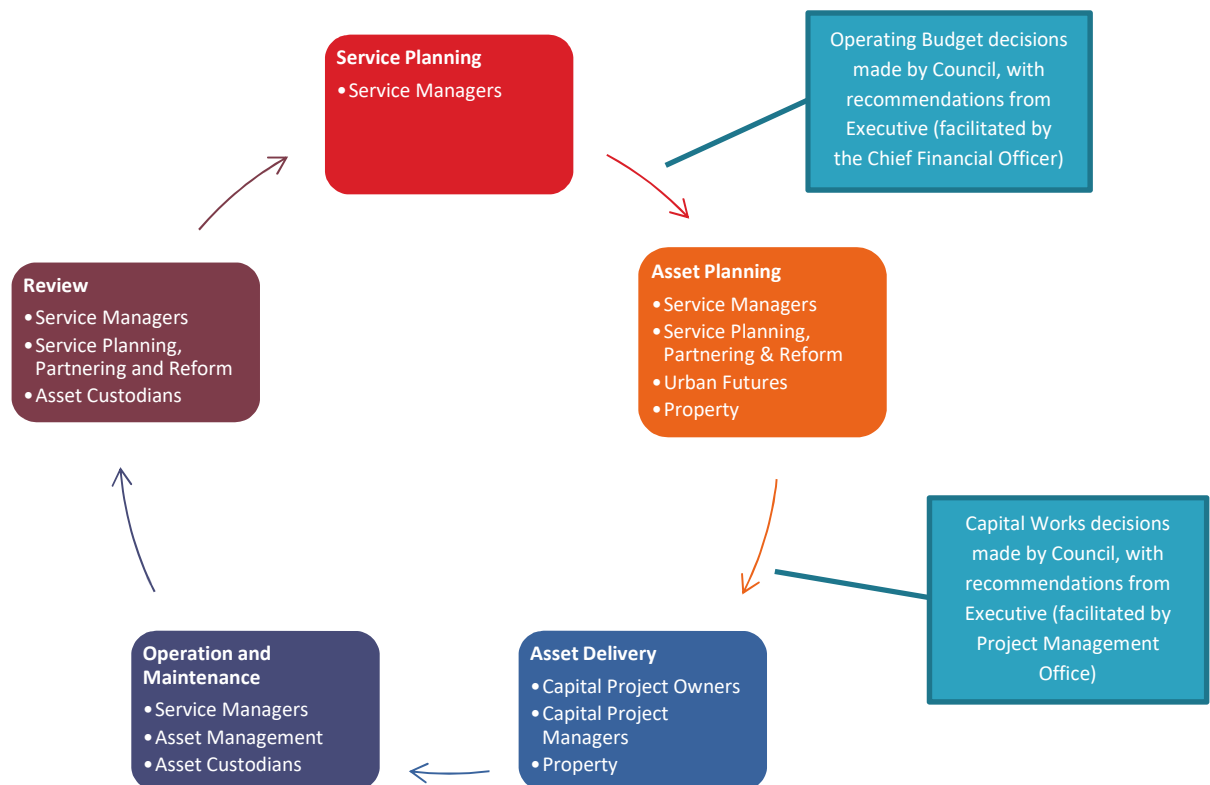 Service Planning
•Service Managers
Operating Budget decisions
made by Council, with
recommendations from
Executive (facilitated by
the Chief Financial Officer)
Asset Planning
•Service Managers
•Service Planning,
Partnering & Reform
•Urban Futures
•Property
Capital Works decisions
made by Council, with
recommendations from
Executive (facilitated by
Project Management
Office)
Asset Delivery
•Capital Project Owners
•Capital Project
Managers
•Property
Operation and
Maintenance
•Service Managers
•Asset Management
•Asset Custodians
Review
•Service Managers
•Service Planning,
Partnering and Reform
•Asset Custodians